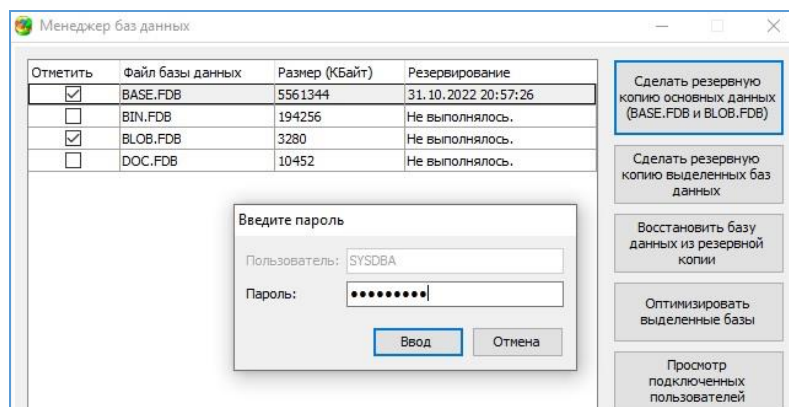 Менеджер баз данных
Отметить Файл базы данных Размер (КБайт) Резервирование
BASE.FDB 5561344 31.10.2022 20:57:26
BIN.FDB 194256 Не выполнялось.
BLOB.FDB 3280 Не выполнялось.
DOC.FDB 10452 Не выполнялось.
Введите пароль
Пользователь: SYSDBA
Пароль: •••••••••
Ввод Отмена
Сделать резервную
копию основных данных
(BASE.FDB и BLOB.FDB)
Сделать резервную
копию выделенных баз
данных
Восстановить базу
данных из резервной
копии
Оптимизировать
выделенные базы
Просмотр
подключенных
пользователей